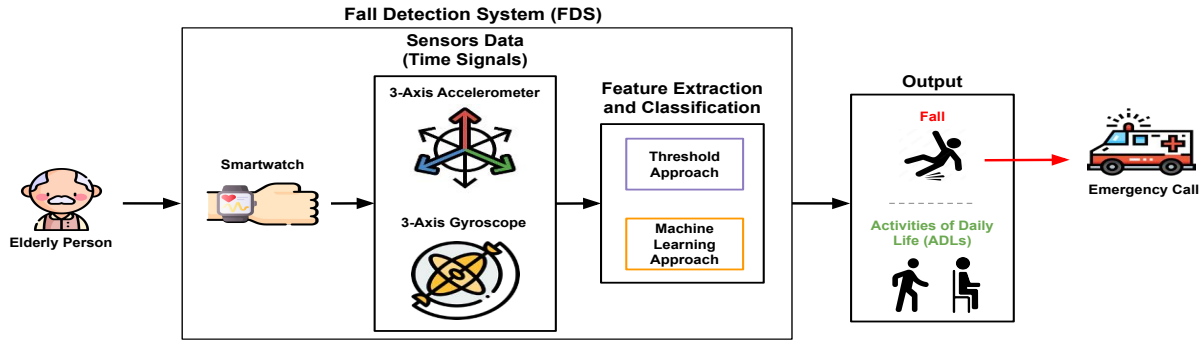 Fall Detection System (FDS)
Sensors Data
(Time Signals)
3-Axis Accelerometer
3-Axis Gyroscope
Feature Extraction
and Classification
Threshold
Approach
Machine
Learning
Approach
Smartwatch
Elderly Person
Output
Fall
Activities of Daily
Life (ADLs)
Emergency Call